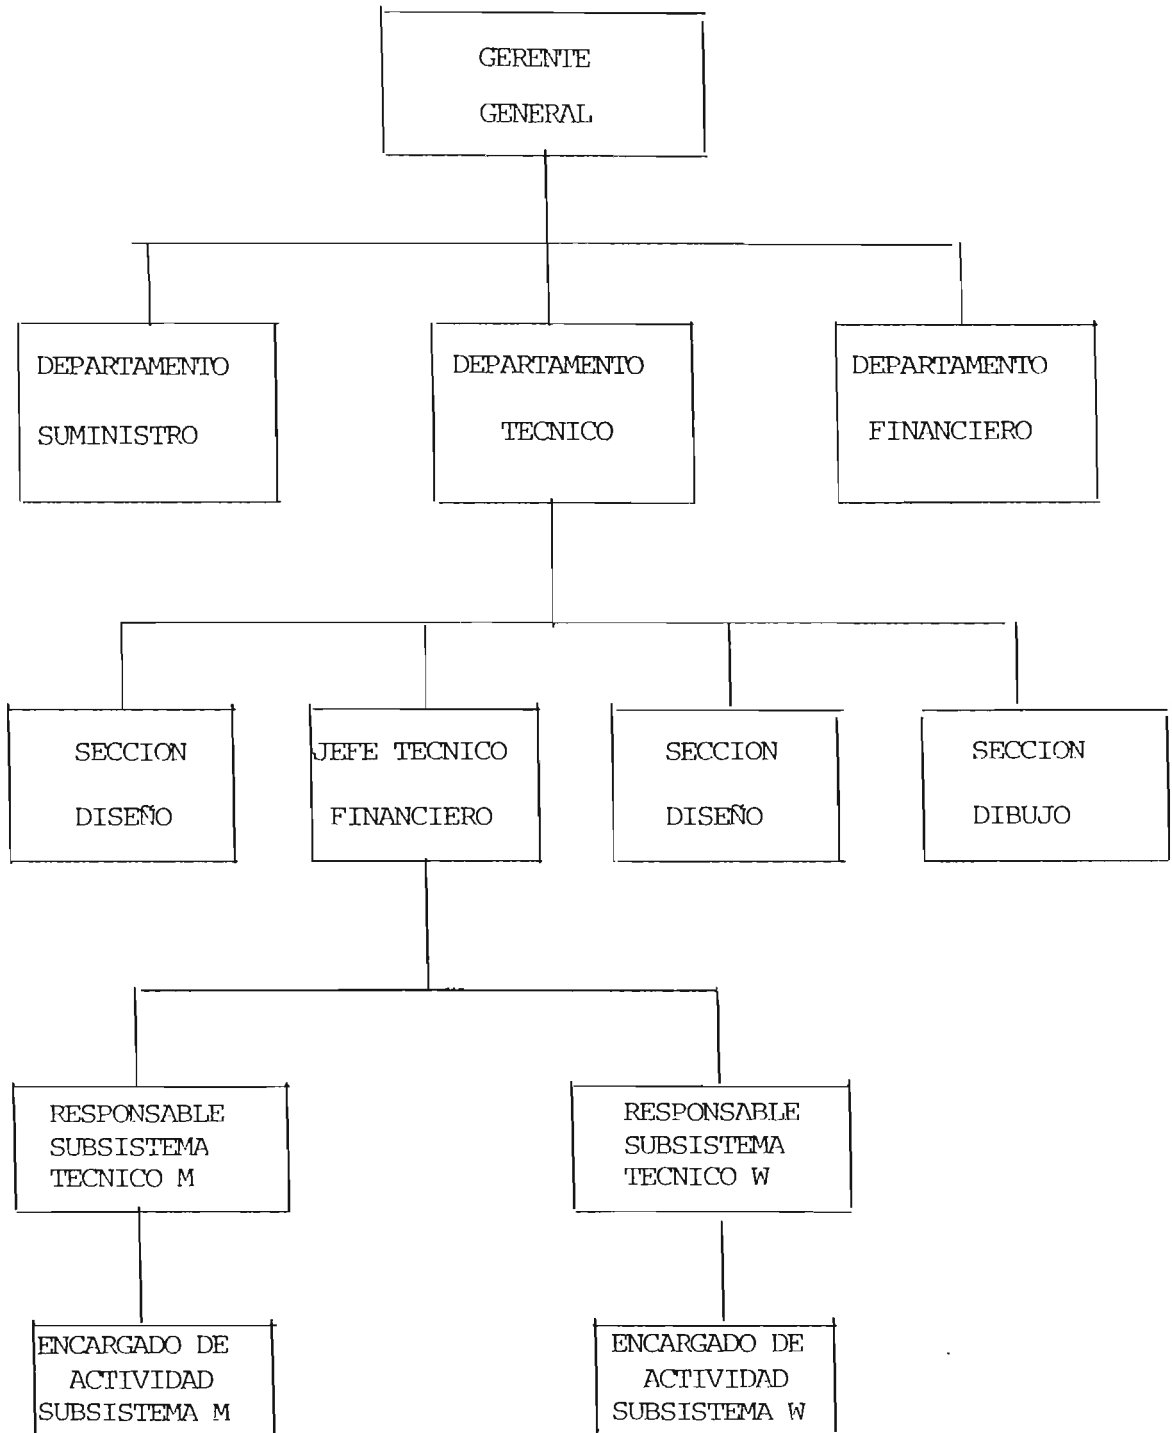 GERENTE
GENERAL
DEPARTAMENTO
SUMINISTRO
DEPARTAMENTO
TECNICO
DEPARTAMENTO
FINANCIERO
SECCION
DISEÑO
JEFE TECNICO
FINANCIERO
SECCION
DISEÑO
SECCION
DIBUJO
RESPONSABLE
SUBSISTEMA
TECNICO M
RESPONSABLE
SUBSISTEMA
TECNICO W
ENCARGADO DE
ACTIVIDAD
SUBSISTEMA M
ENCARGADO DE
ACTIVIDAD
SUBSISTEMA W